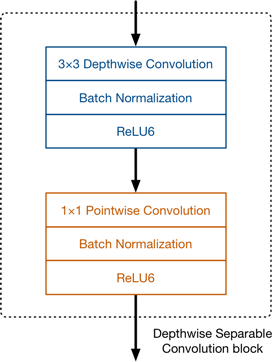 3×3 Depthwise Convolution
Batch Normalization
ReLU6
1×1 Pointwise Convolution
Batch Normalization
ReLU6
Depthwise Separable
Convolution block